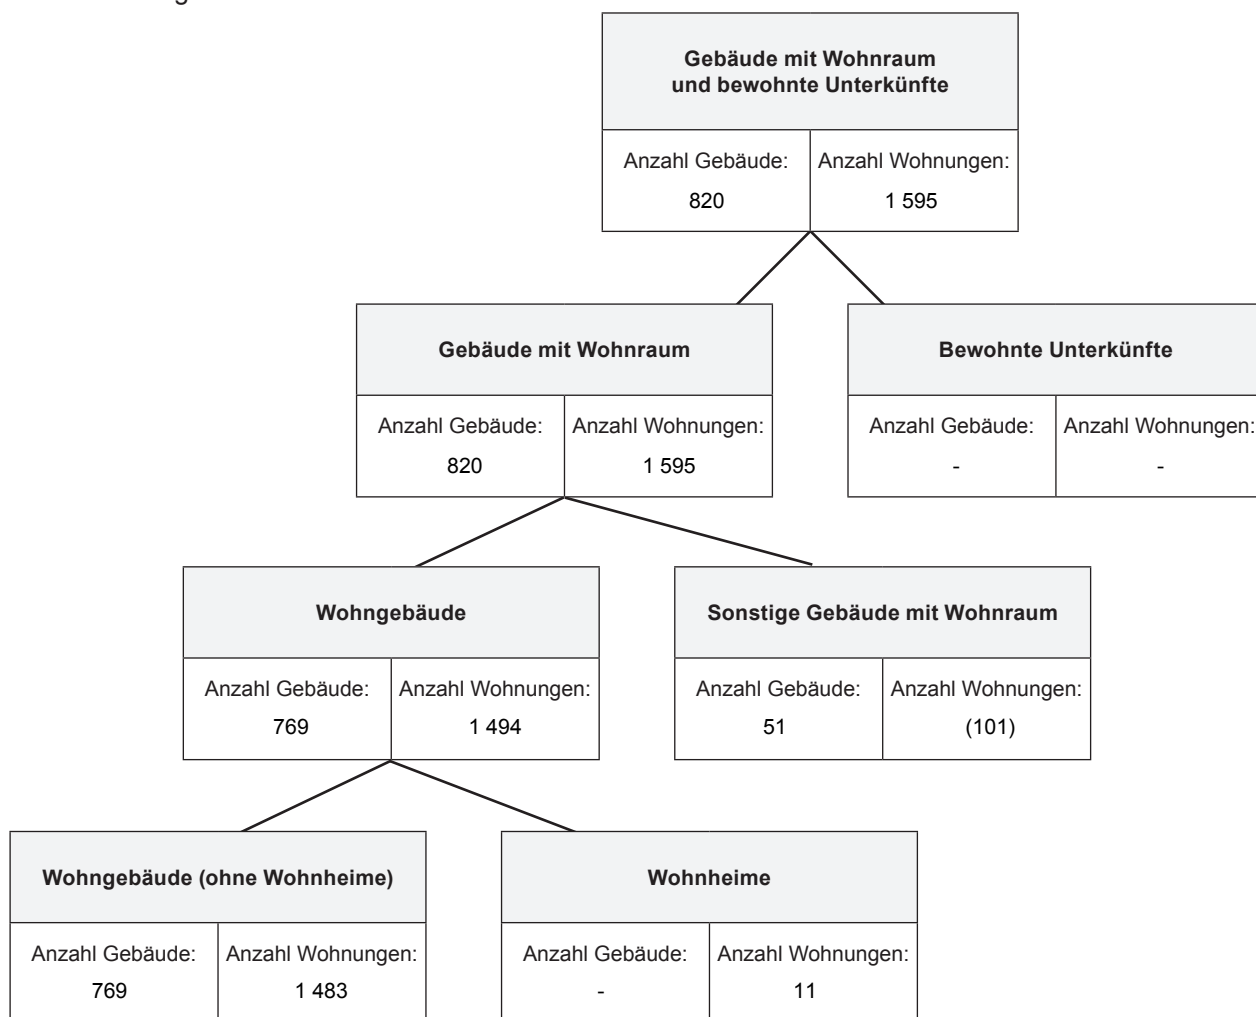 Gebäude mit Wohnraum
und bewohnte Unterkünfte
Anzahl Gebäude: Anzahl Wohnungen:
820 1 595
Gebäude mit Wohnraum
Bewohnte Unterkünfte
Anzahl Gebäude: Anzahl Wohnungen:
820 1 595
Anzahl Gebäude: Anzahl Wohnungen:
- -
Wohngebäude
Sonstige Gebäude mit Wohnraum
Anzahl Gebäude: Anzahl Wohnungen:
769 1 494
Anzahl Gebäude: Anzahl Wohnungen:
51 (101)
Wohngebäude (ohne Wohnheime)
Wohnheime
Anzahl Gebäude: Anzahl Wohnungen:
769 1 483
Anzahl Gebäude: Anzahl Wohnungen:
- 11